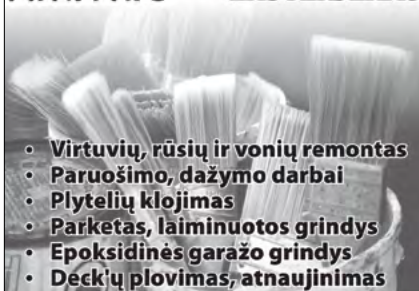 • Virtuvių, rūsių ir vonių remontas
• Paruošimo, dažymo darbai
• Plytelių klojimas
• Parketas, laiminuotos grindys
• Epoksidinės garažo grindys
• Deck'ų plovimas, atnaujinimas